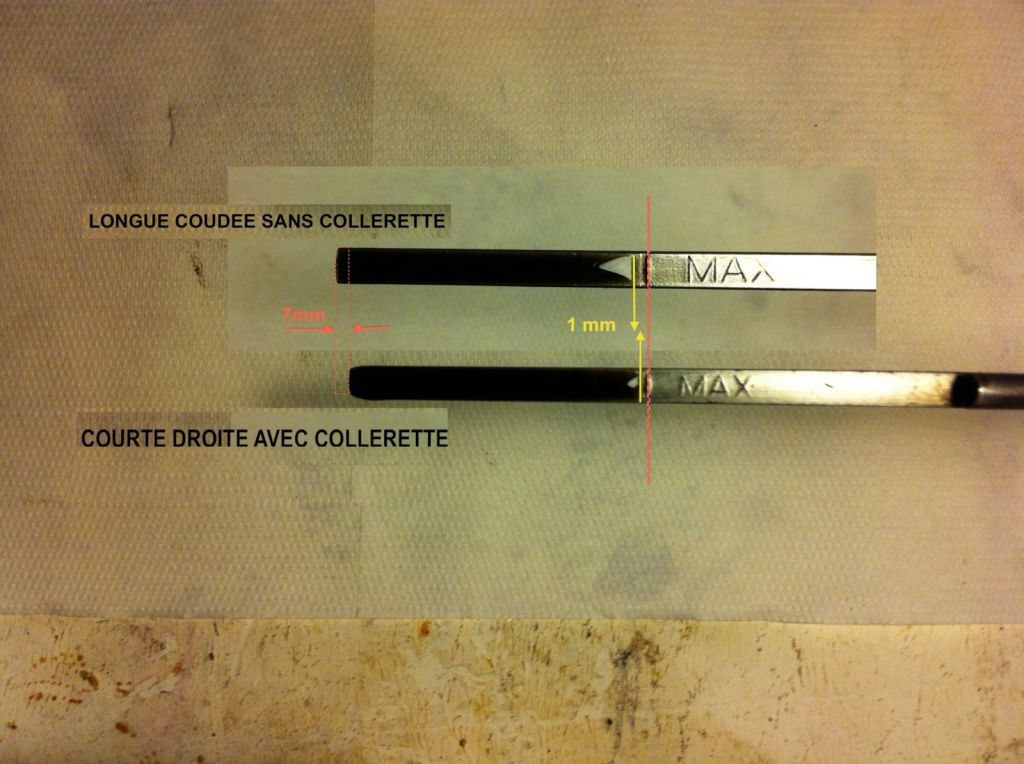 LONGUE COUDEE SANS COLLERETTE
MAX
7mm
1 mm
MAX
COURTE DROITE AVEC COLLERETTE